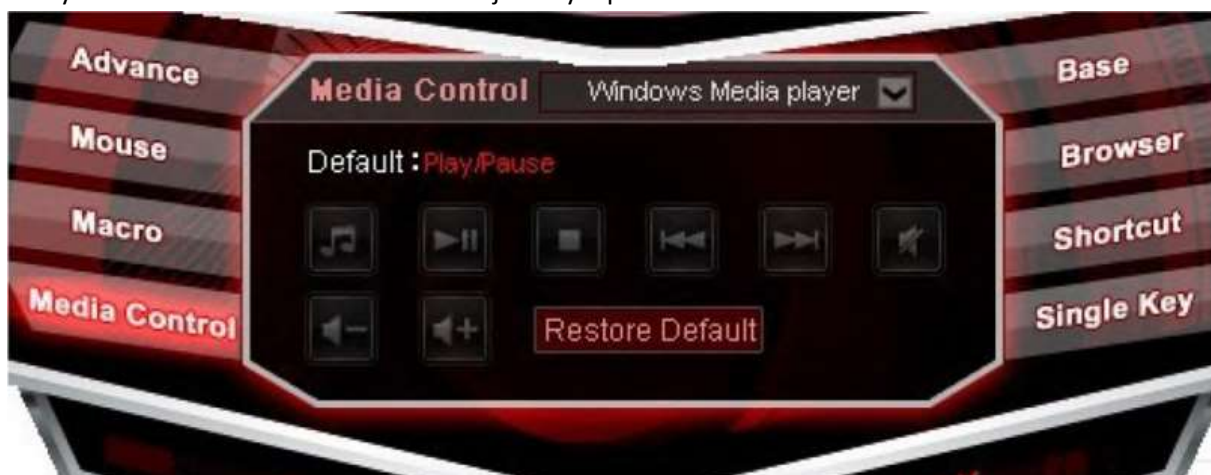 Advance
Mouse
Macro
Media Control
Media Control Windows Media player
Default : Play/Pause
Restore Default
Base
Browser
Shortcut
Single Key